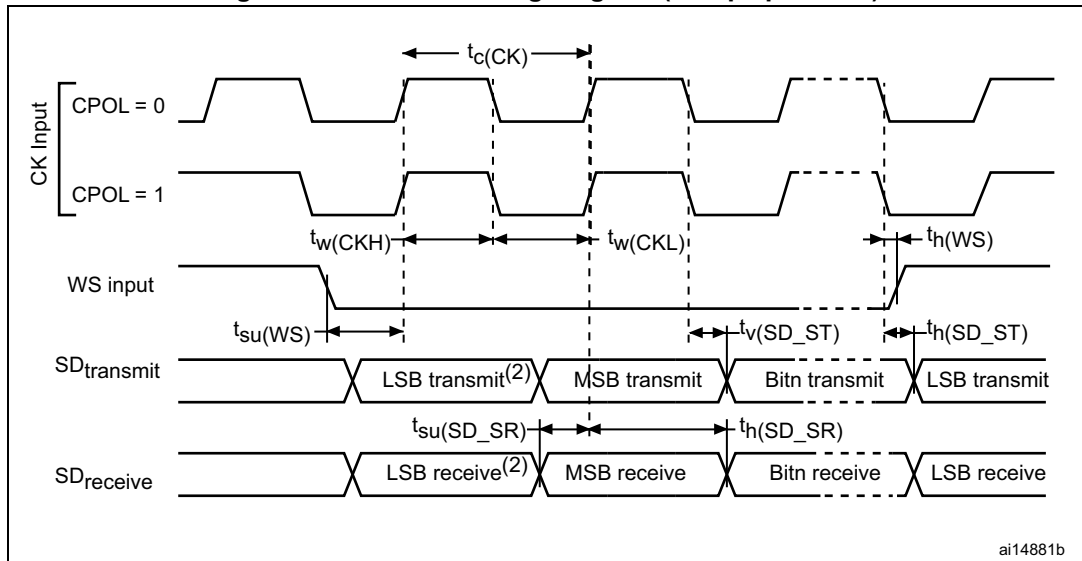 tc(CK)
CK Input
CPOL = 0
CPOL = 1
tw(CKH)
tw(CKL)
th(WS)
WS input
tsu(WS)
tv(SD_ST)
th(SD_ST)
SDtransmit
LSB transmit(2)
MSB transmit
Bitn transmit
LSB transmit
tsu(SD_SR)
th(SD_SR)
SDreceive
LSB receive(2)
MSB receive
Bitn receive
LSB receive
ai14881b